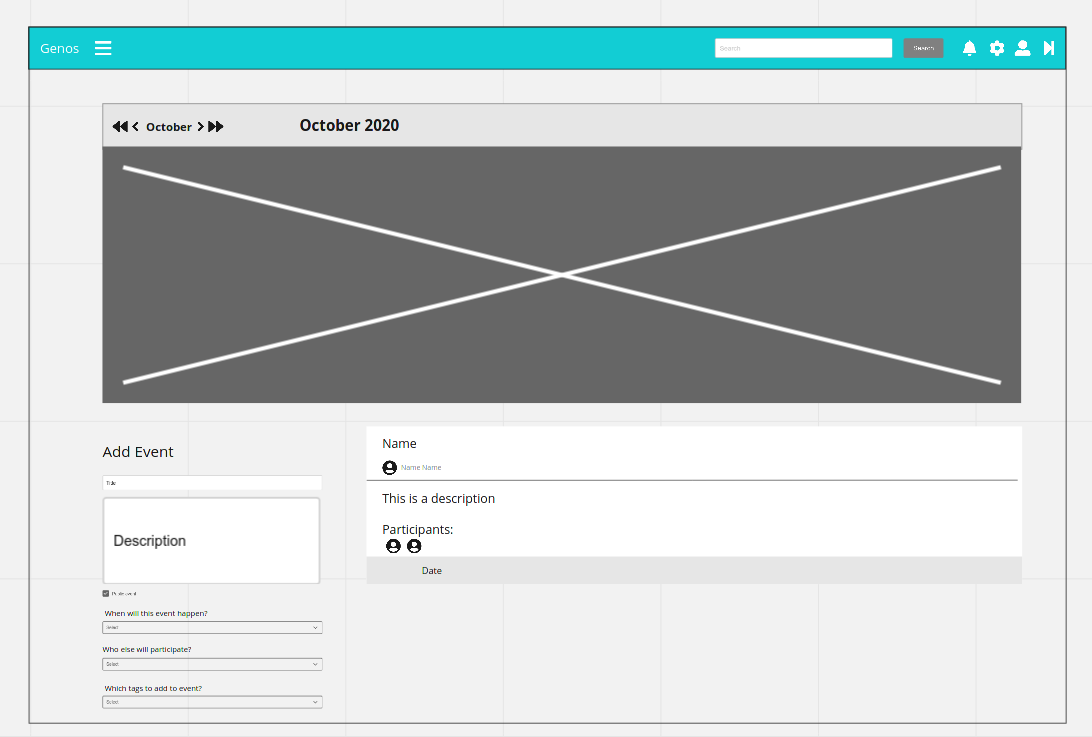 Genos
Search
Search
October
October 2020
Add Event
Title
Description
Public event
When will this event happen?
Select
Who else will participate?
Select
Which tags to add to event?
Select
Name
Name Name
This is a description
Participants:
Date